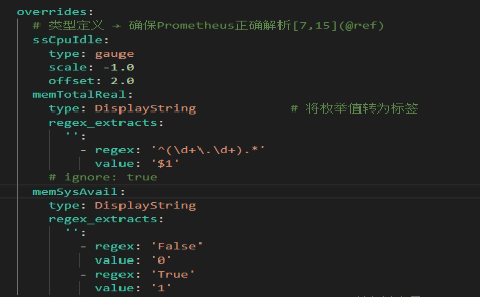 overrides:
# 类型定义 → 确保Prometheus正确解析[7,15](@ref)
ssCpuIdle:
type: gauge
scale: -1.0
offset: 2.0
memTotalReal:
type: DisplayString # 将枚举值转为标签
regex_extracts:
'':
- regex: '^(\d+\.\d+).*'
value: '$1'
# ignore: true
memSysAvail:
type: DisplayString
regex_extracts:
'':
- regex: 'False'
value: '0'
- regex: 'True'
value: '1'